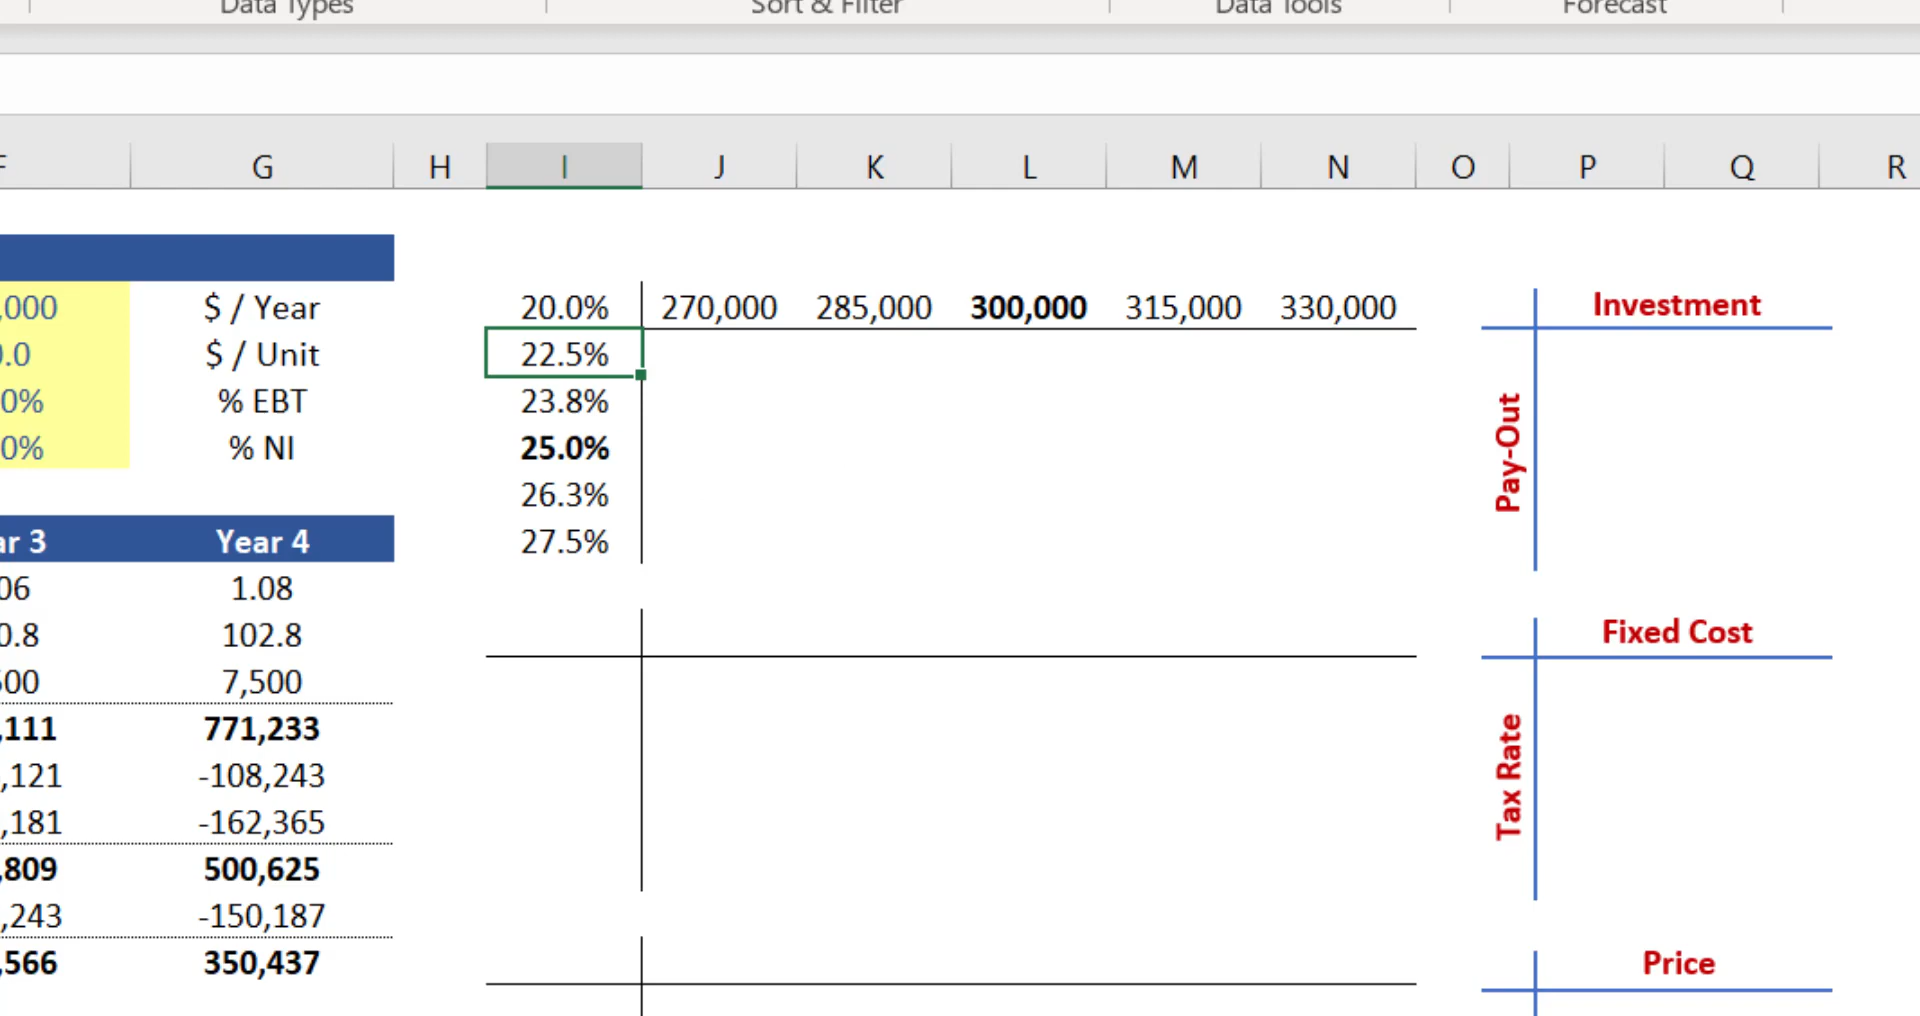 Data Types Sort & Filter Data Tools Forecast
F G H I J K L M N O P Q R
,000 $ / Year 20.0% 270,000 285,000 300,000 315,000 330,000 Investment
0.0 $ / Unit 22.5%
0% % EBT 23.8%
0% % NI 25.0%
26.3%
Pay-Out
ar 3 Year 4 27.5%
06 1.08
0.8 102.8 Fixed Cost
500 7,500
,111 771,233
,121 -108,243
Tax Rate
,181 -162,365
,809 500,625
,243 -150,187
,566 350,437 Price